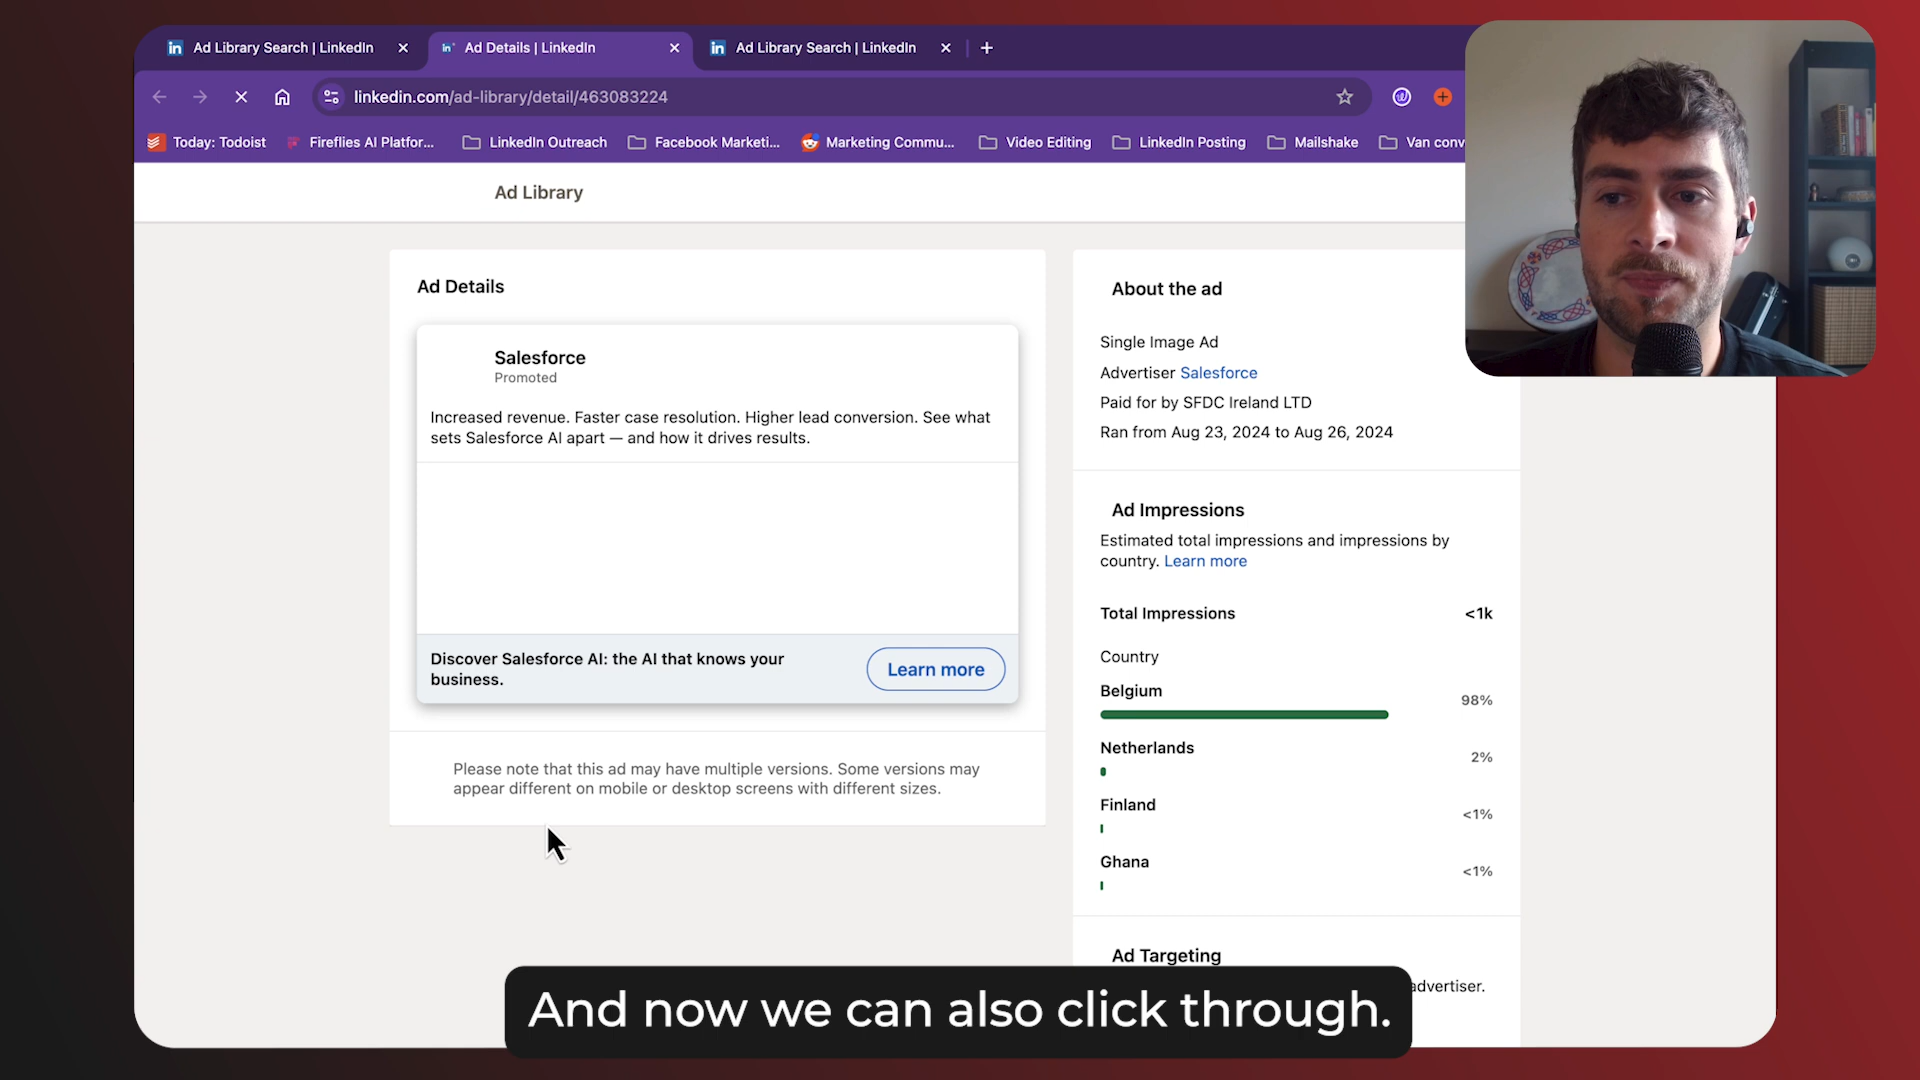 Ad Library Search | LinkedIn
Ad Details | LinkedIn
Ad Library Search | LinkedIn
linkedin.com/ad-library/detail/463083224
Today: Todoist
Fireflies AI Platfor...
LinkedIn Outreach
Facebook Marketi...
Marketing Commu...
Video Editing
LinkedIn Posting
Mailshake
Van conv
Ad Library
Ad Details
Salesforce
Promoted
Increased revenue. Faster case resolution. Higher lead conversion. See what
sets Salesforce AI apart — and how it drives results.
Discover Salesforce AI: the AI that knows your
business.
Learn more
Please note that this ad may have multiple versions. Some versions may
appear different on mobile or desktop screens with different sizes.
About the ad
Single Image Ad
Advertiser Salesforce
Paid for by SFDC Ireland LTD
Ran from Aug 23, 2024 to Aug 26, 2024
Ad Impressions
Estimated total impressions and impressions by
country. Learn more
Total Impressions <1k
Country
Belgium 98%
Netherlands 2%
Finland <1%
Ghana <1%
Ad Targeting
advertiser.
And now we can also click through.